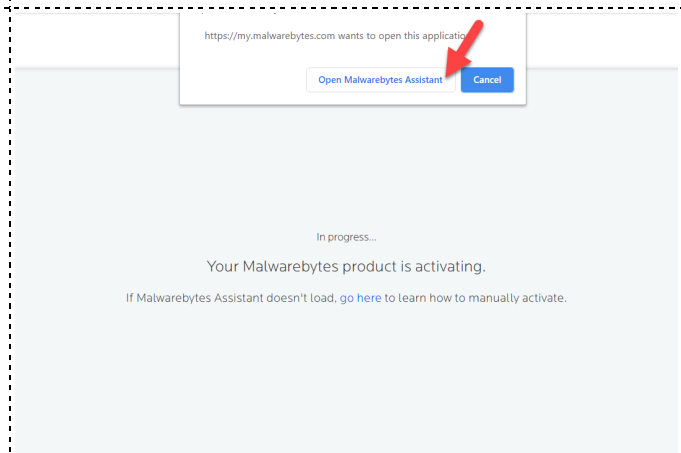 https://my.malwarebytes.com wants to open this application
Open Malwarebytes Assistant
Cancel
In progress...
Your Malwarebytes product is activating.
If Malwarebytes Assistant doesn't load, go here to learn how to manually activate.